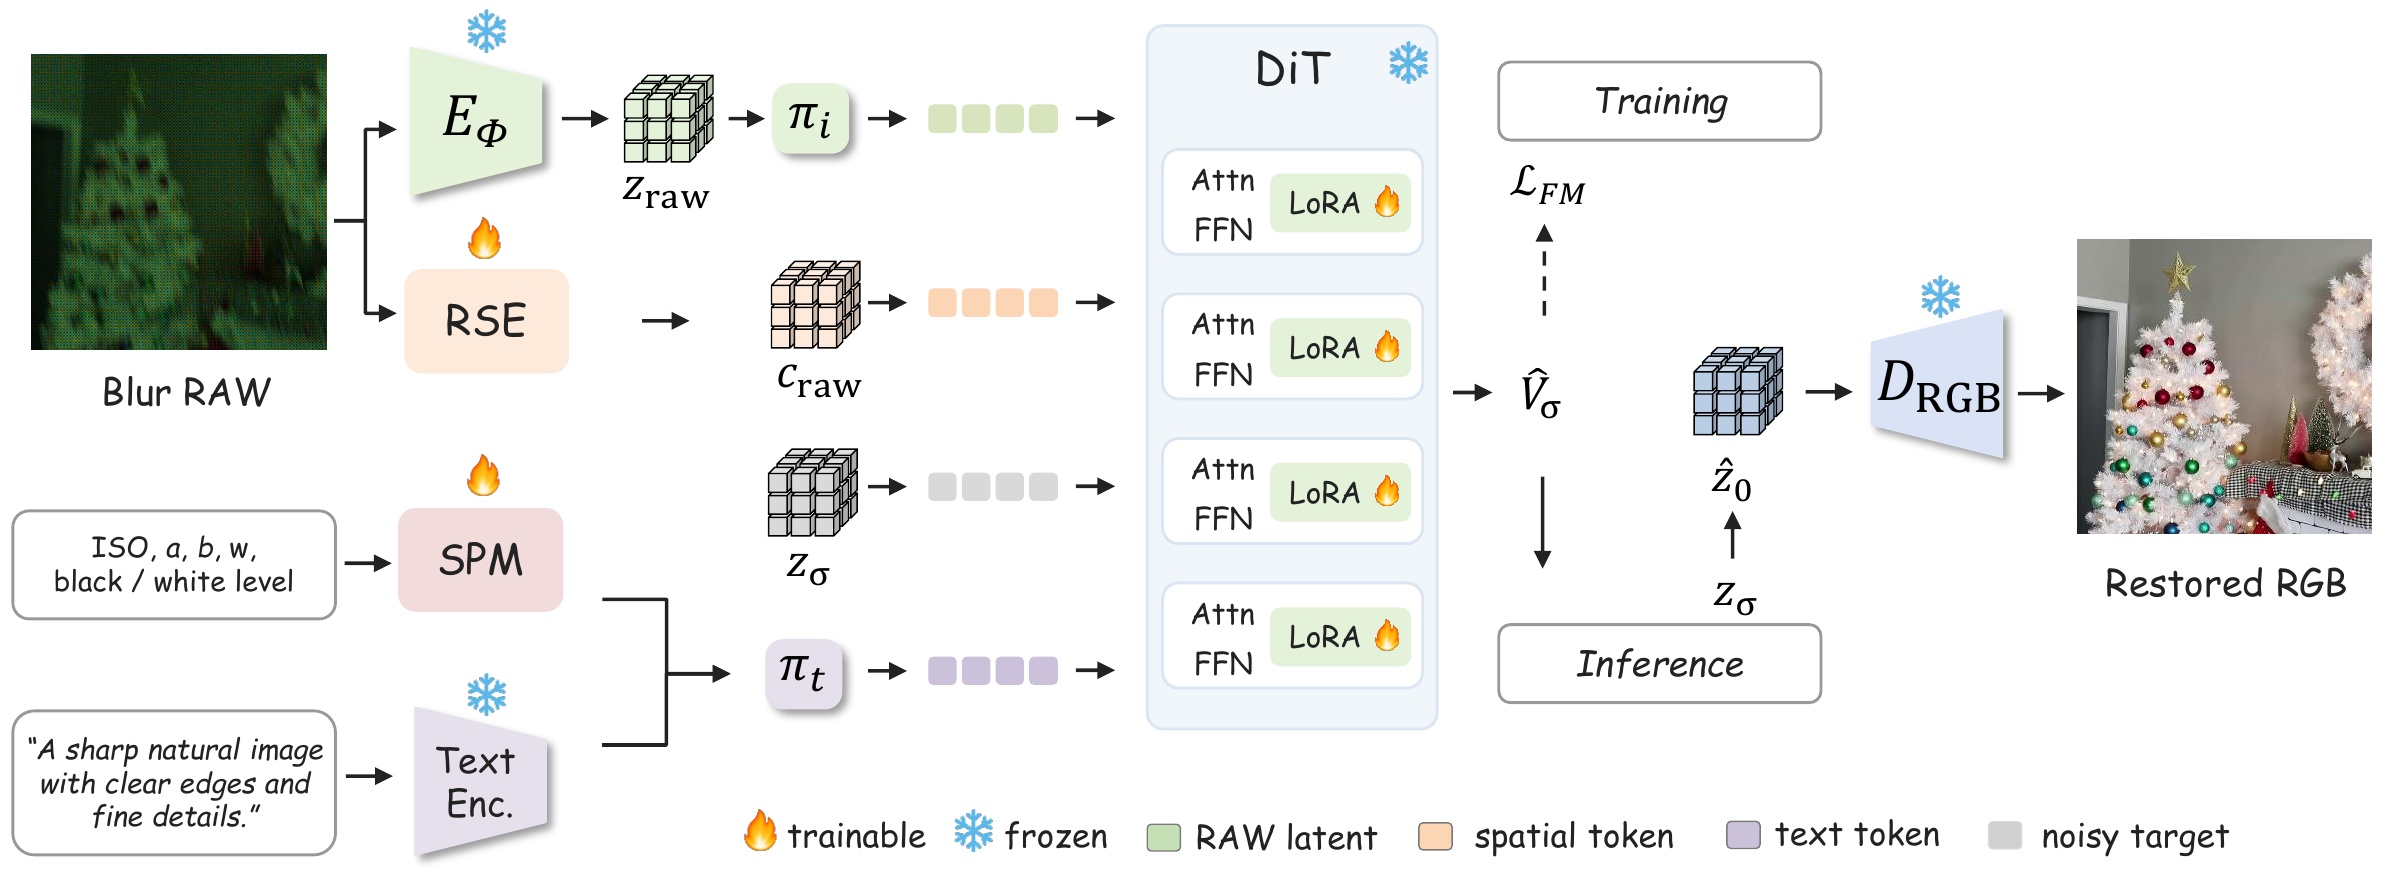 Blur RAW
E_Φ
z_raw
π_i
RSE
c_raw
ISO, a, b, w,
black / white level
SPM
z_σ
"A sharp natural image
with clear edges and
fine details."
Text
Enc.
π_t
DiT
Attn
FFN
LoRA
Attn
FFN
LoRA
Attn
FFN
LoRA
Attn
FFN
LoRA
Training
ℒ_FM
V̂_σ
ẑ_0
z_σ
Inference
D_RGB
Restored RGB
trainable
frozen
RAW latent
spatial token
text token
noisy target